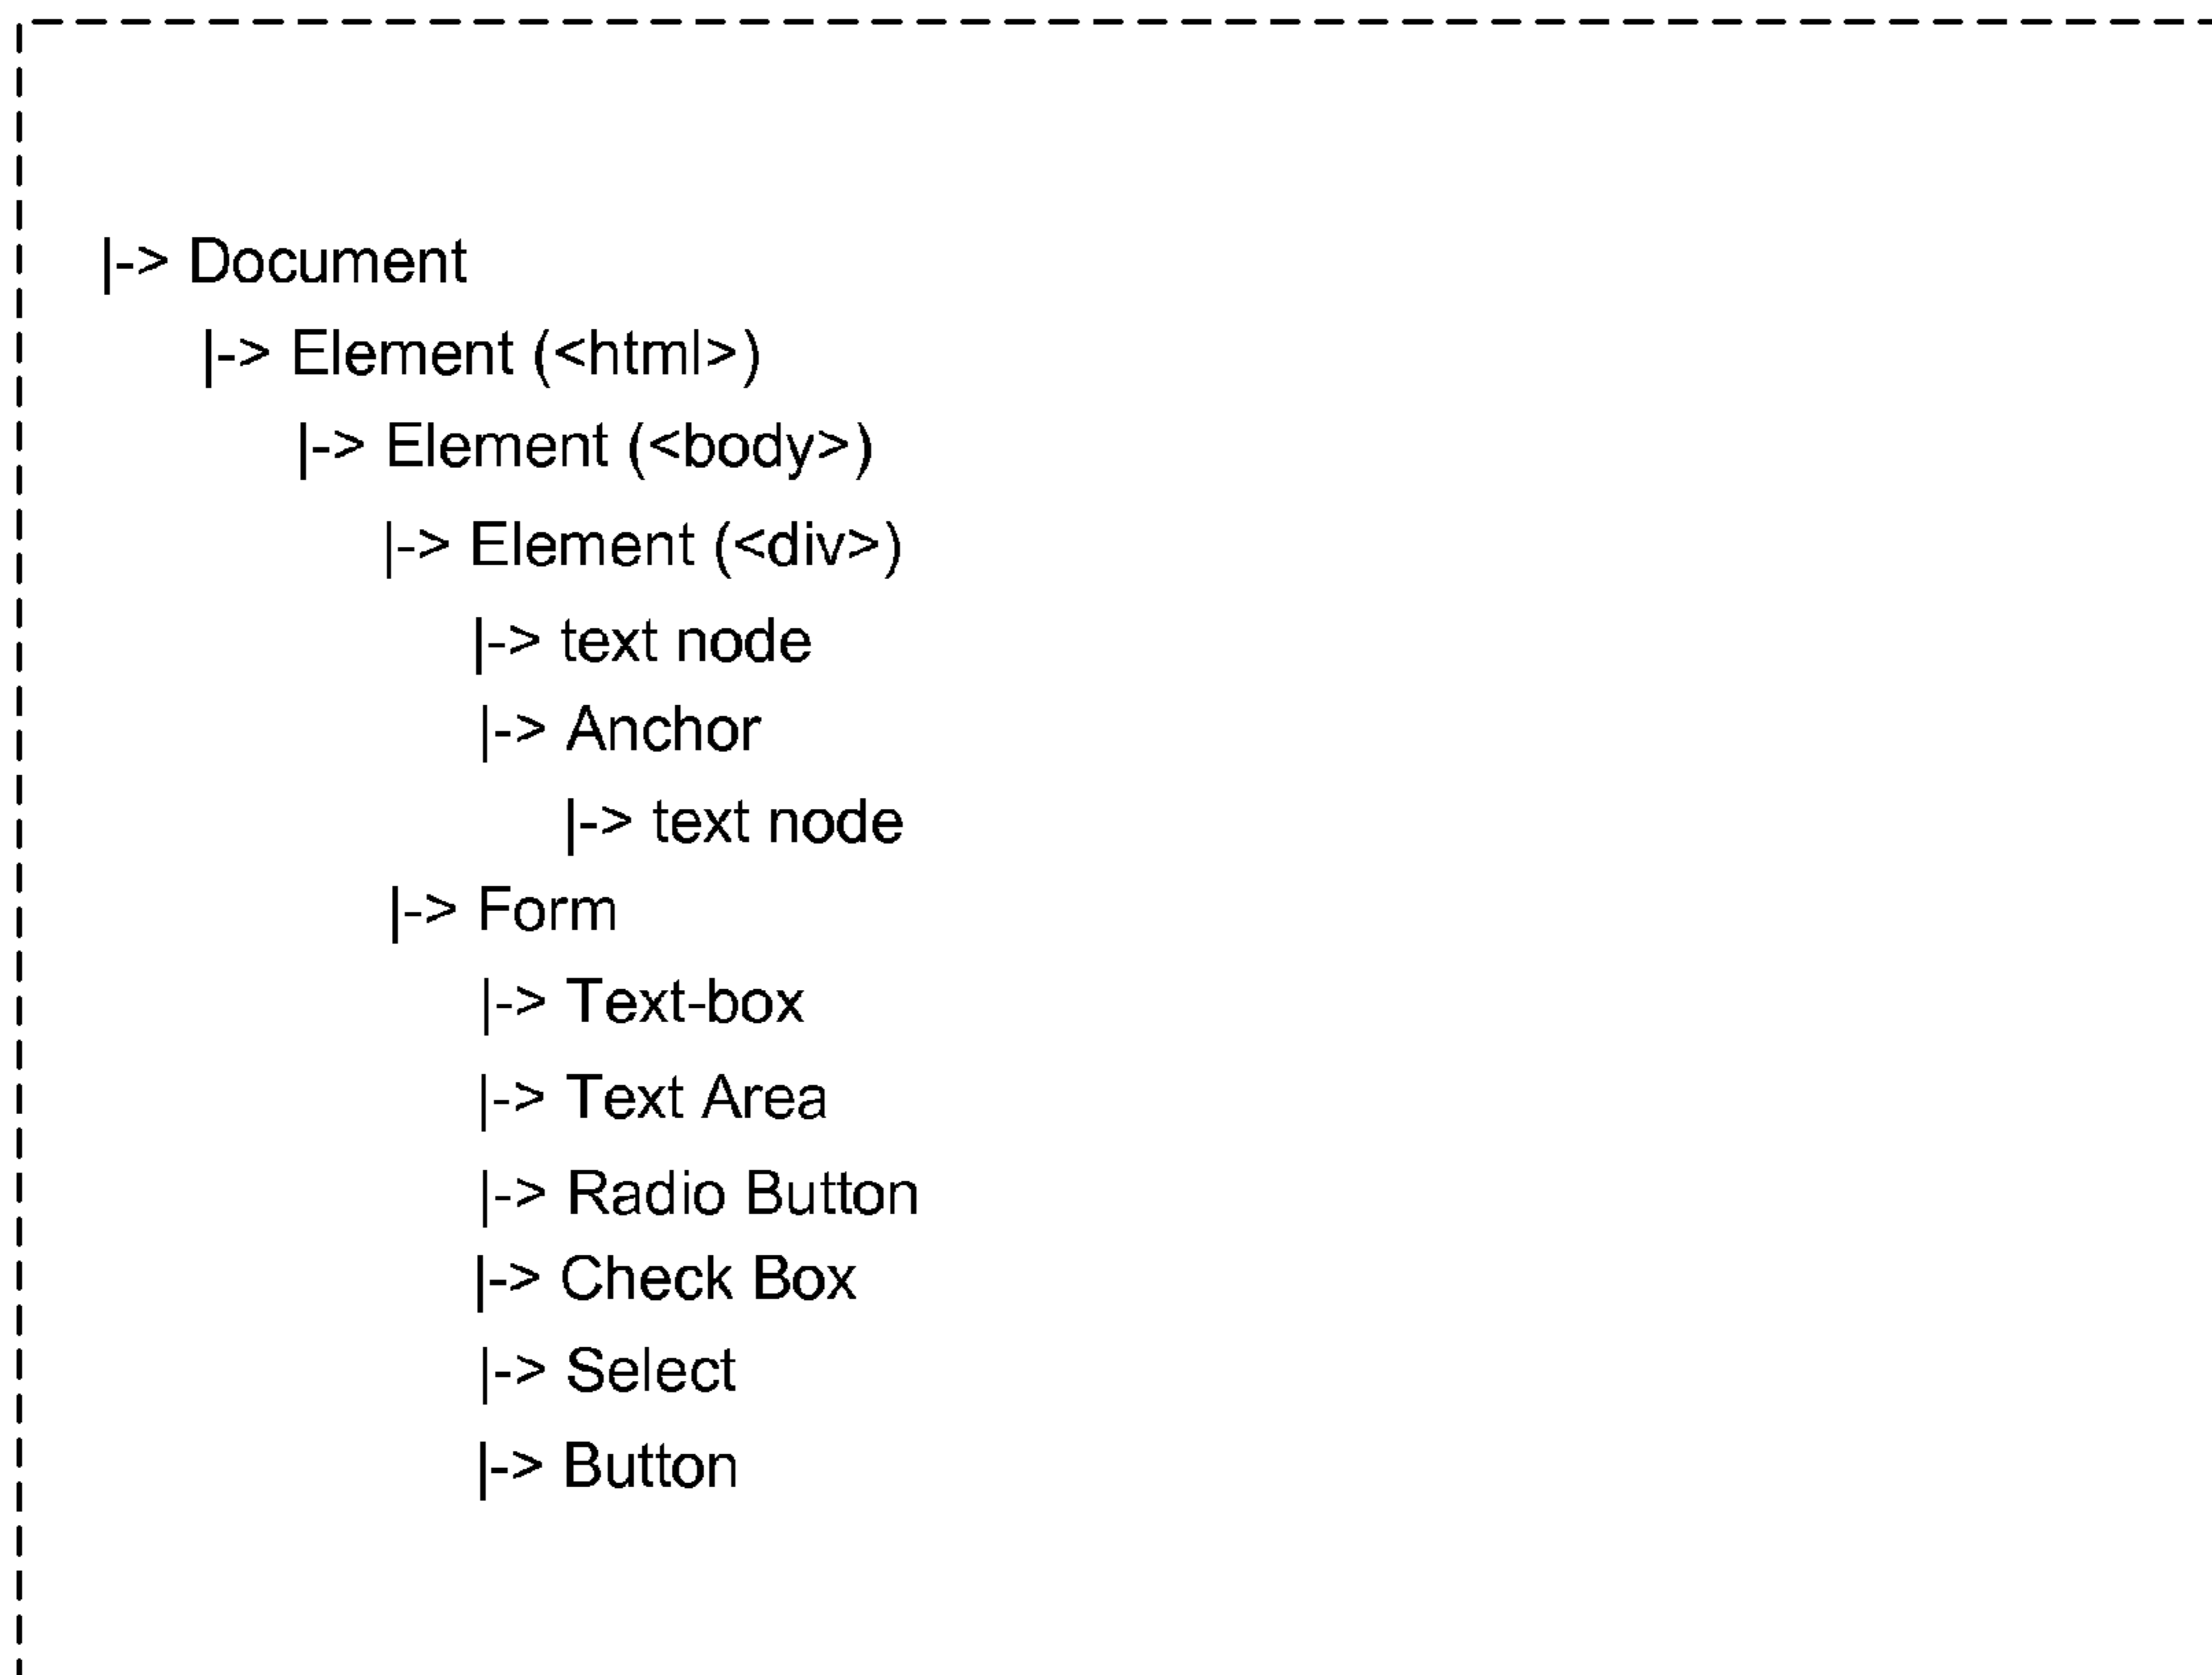 |-> Document
|-> Element (<html>)
|-> Element (<body>)
|-> Element (<div>)
|-> text node
|-> Anchor
|-> text node
|-> Form
|-> Text-box
|-> Text Area
|-> Radio Button
|-> Check Box
|-> Select
|-> Button